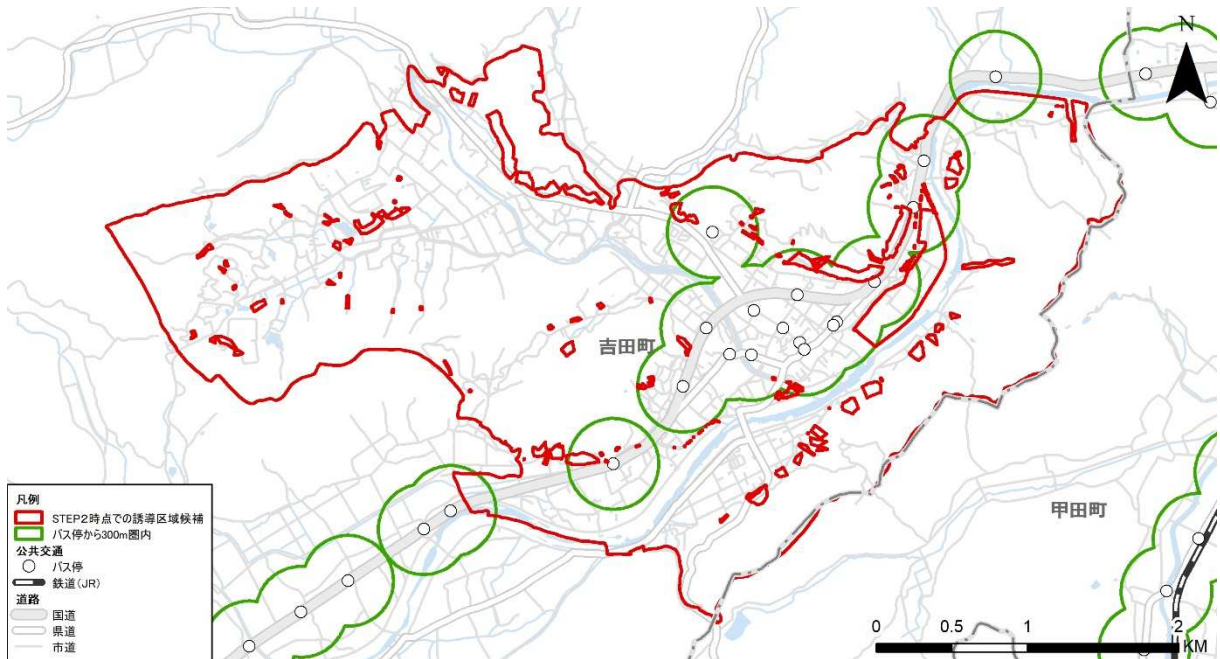 N
吉田町
甲田町
凡例
STEP2時点での誘導区域候補
バス停から300m圏内
公共交通
バス停
鉄道(JR)
道路
国道
県道
市道
0 0.5 1 2
KM